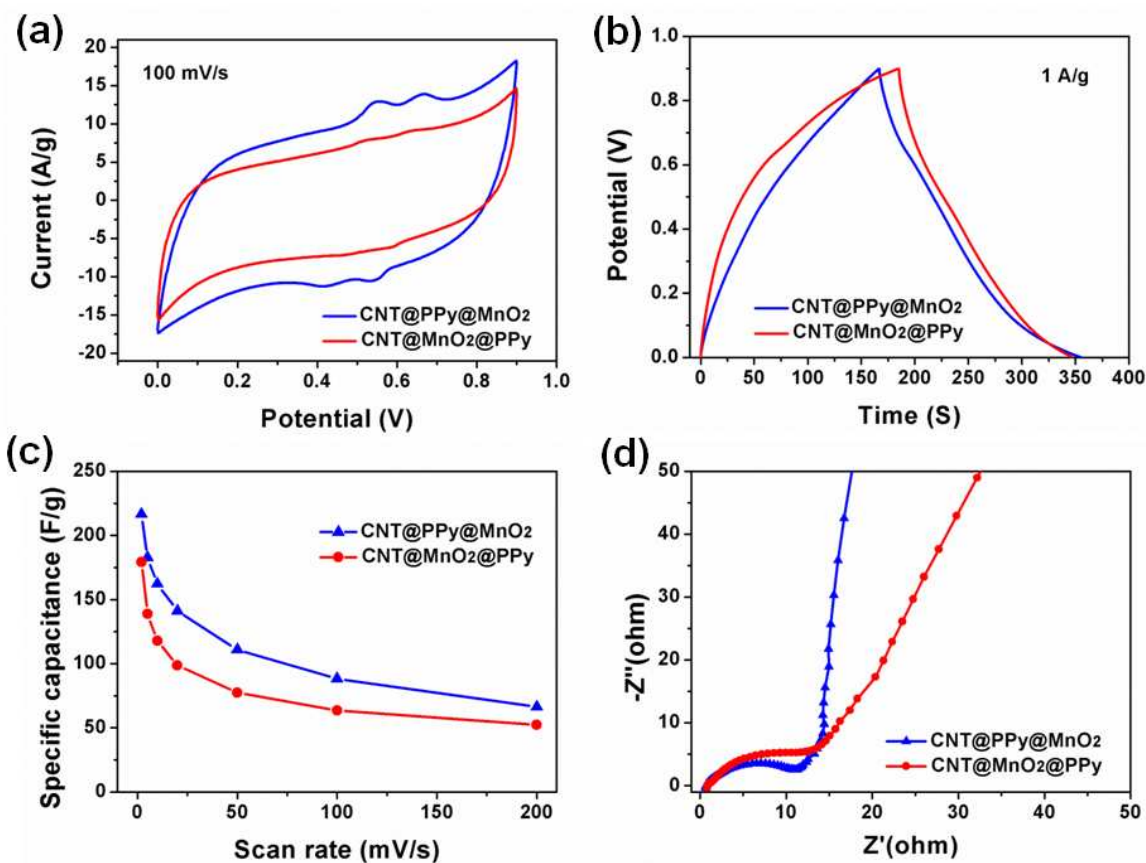 (a)
20
15
10
5
0
-5
-10
-15
-20
Current (A/g)
100 mV/s
CNT@PPy@MnO2
CNT@MnO2@PPy
0.0 0.2 0.4 0.6 0.8 1.0
Potential (V)
(b)
1.0
0.8
0.6
0.4
0.2
0.0
Potential (V)
1 A/g
CNT@PPy@MnO2
CNT@MnO2@PPy
0 50 100 150 200 250 300 350 400
Time (S)
(c)
250
200
150
100
50
0
Specific capacitance (F/g)
CNT@PPy@MnO2
CNT@MnO2@PPy
0 50 100 150 200
Scan rate (mV/s)
(d)
50
40
30
20
10
0
-Z''(ohm)
CNT@PPy@MnO2
CNT@MnO2@PPy
0 10 20 30 40 50
Z'(ohm)